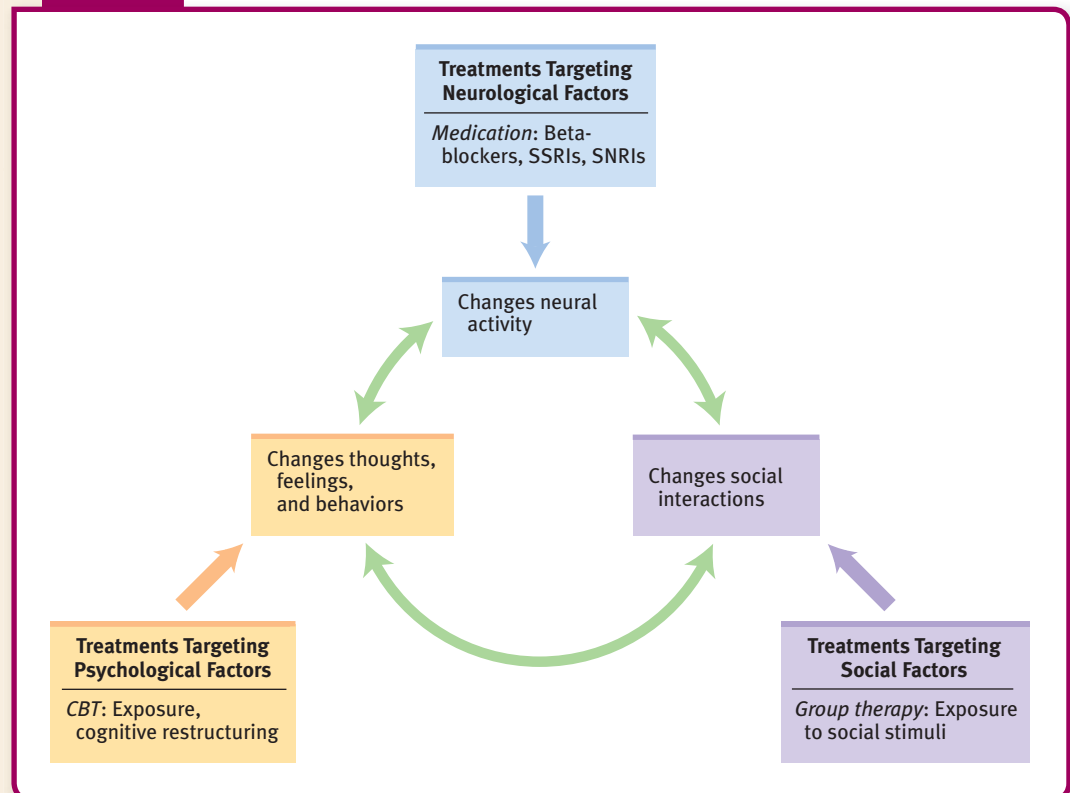 Treatments Targeting
Neurological Factors
Medication: Beta-
blockers, SSRIs, SNRIs
Changes neural
activity
Changes thoughts,
feelings,
and behaviors
Changes social
interactions
Treatments Targeting
Psychological Factors
CBT: Exposure,
cognitive restructuring
Treatments Targeting
Social Factors
Group therapy: Exposure
to social stimuli